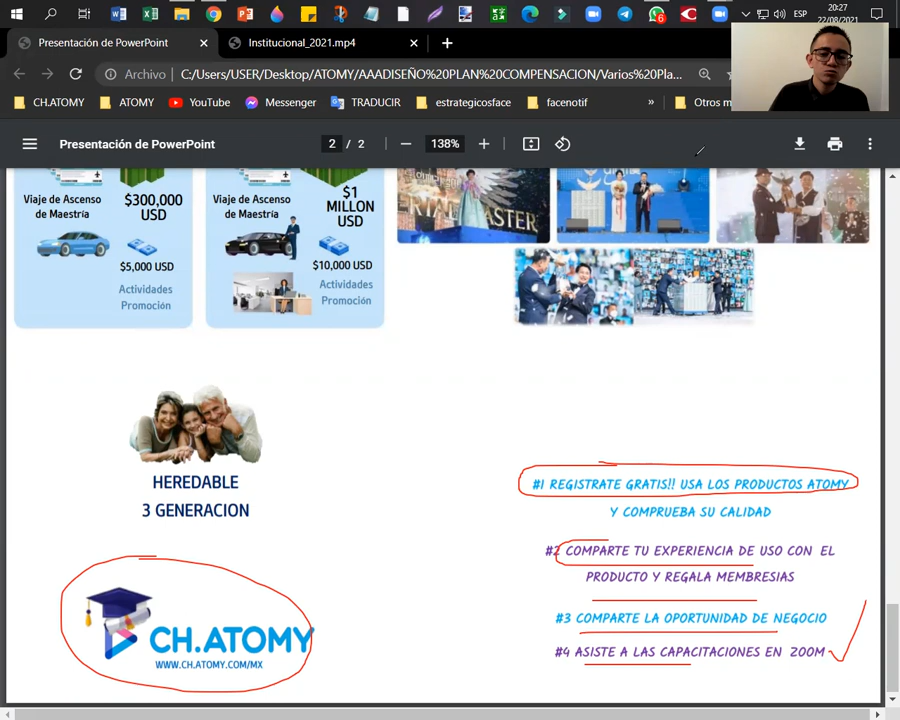 20:27
ESP
22/08/2021
6
Presentación de PowerPoint
Institucional_2021.mp4
Archivo
C:/Users/USER/Desktop/ATOMY/AAADISEÑO%20PLAN%20COMPENSACION/Varios%20Pla...
CH.ATOMY
ATOMY
YouTube
Messenger
TRADUCIR
estrategicosface
facenotif
»
Otros m
Presentación de PowerPoint
2 / 2
138%
Viaje de Ascenso
de Maestría
$300,000
USD
$5,000 USD
Actividades
Promoción
Viaje de Ascenso
de Maestría
$1
MILLON
USD
$10,000 USD
Actividades
Promoción
MASTER
HEREDABLE
3 GENERACION
CH.ATOMY
WWW.CH.ATOMY.COM/MX
#1 REGISTRATE GRATIS!! USA LOS PRODUCTOS ATOMY
Y COMPRUEBA SU CALIDAD
#2 COMPARTE TU EXPERIENCIA DE USO CON EL
PRODUCTO Y REGALA MEMBRESIAS
#3 COMPARTE LA OPORTUNIDAD DE NEGOCIO
#4 ASISTE A LAS CAPACITACIONES EN ZOOM